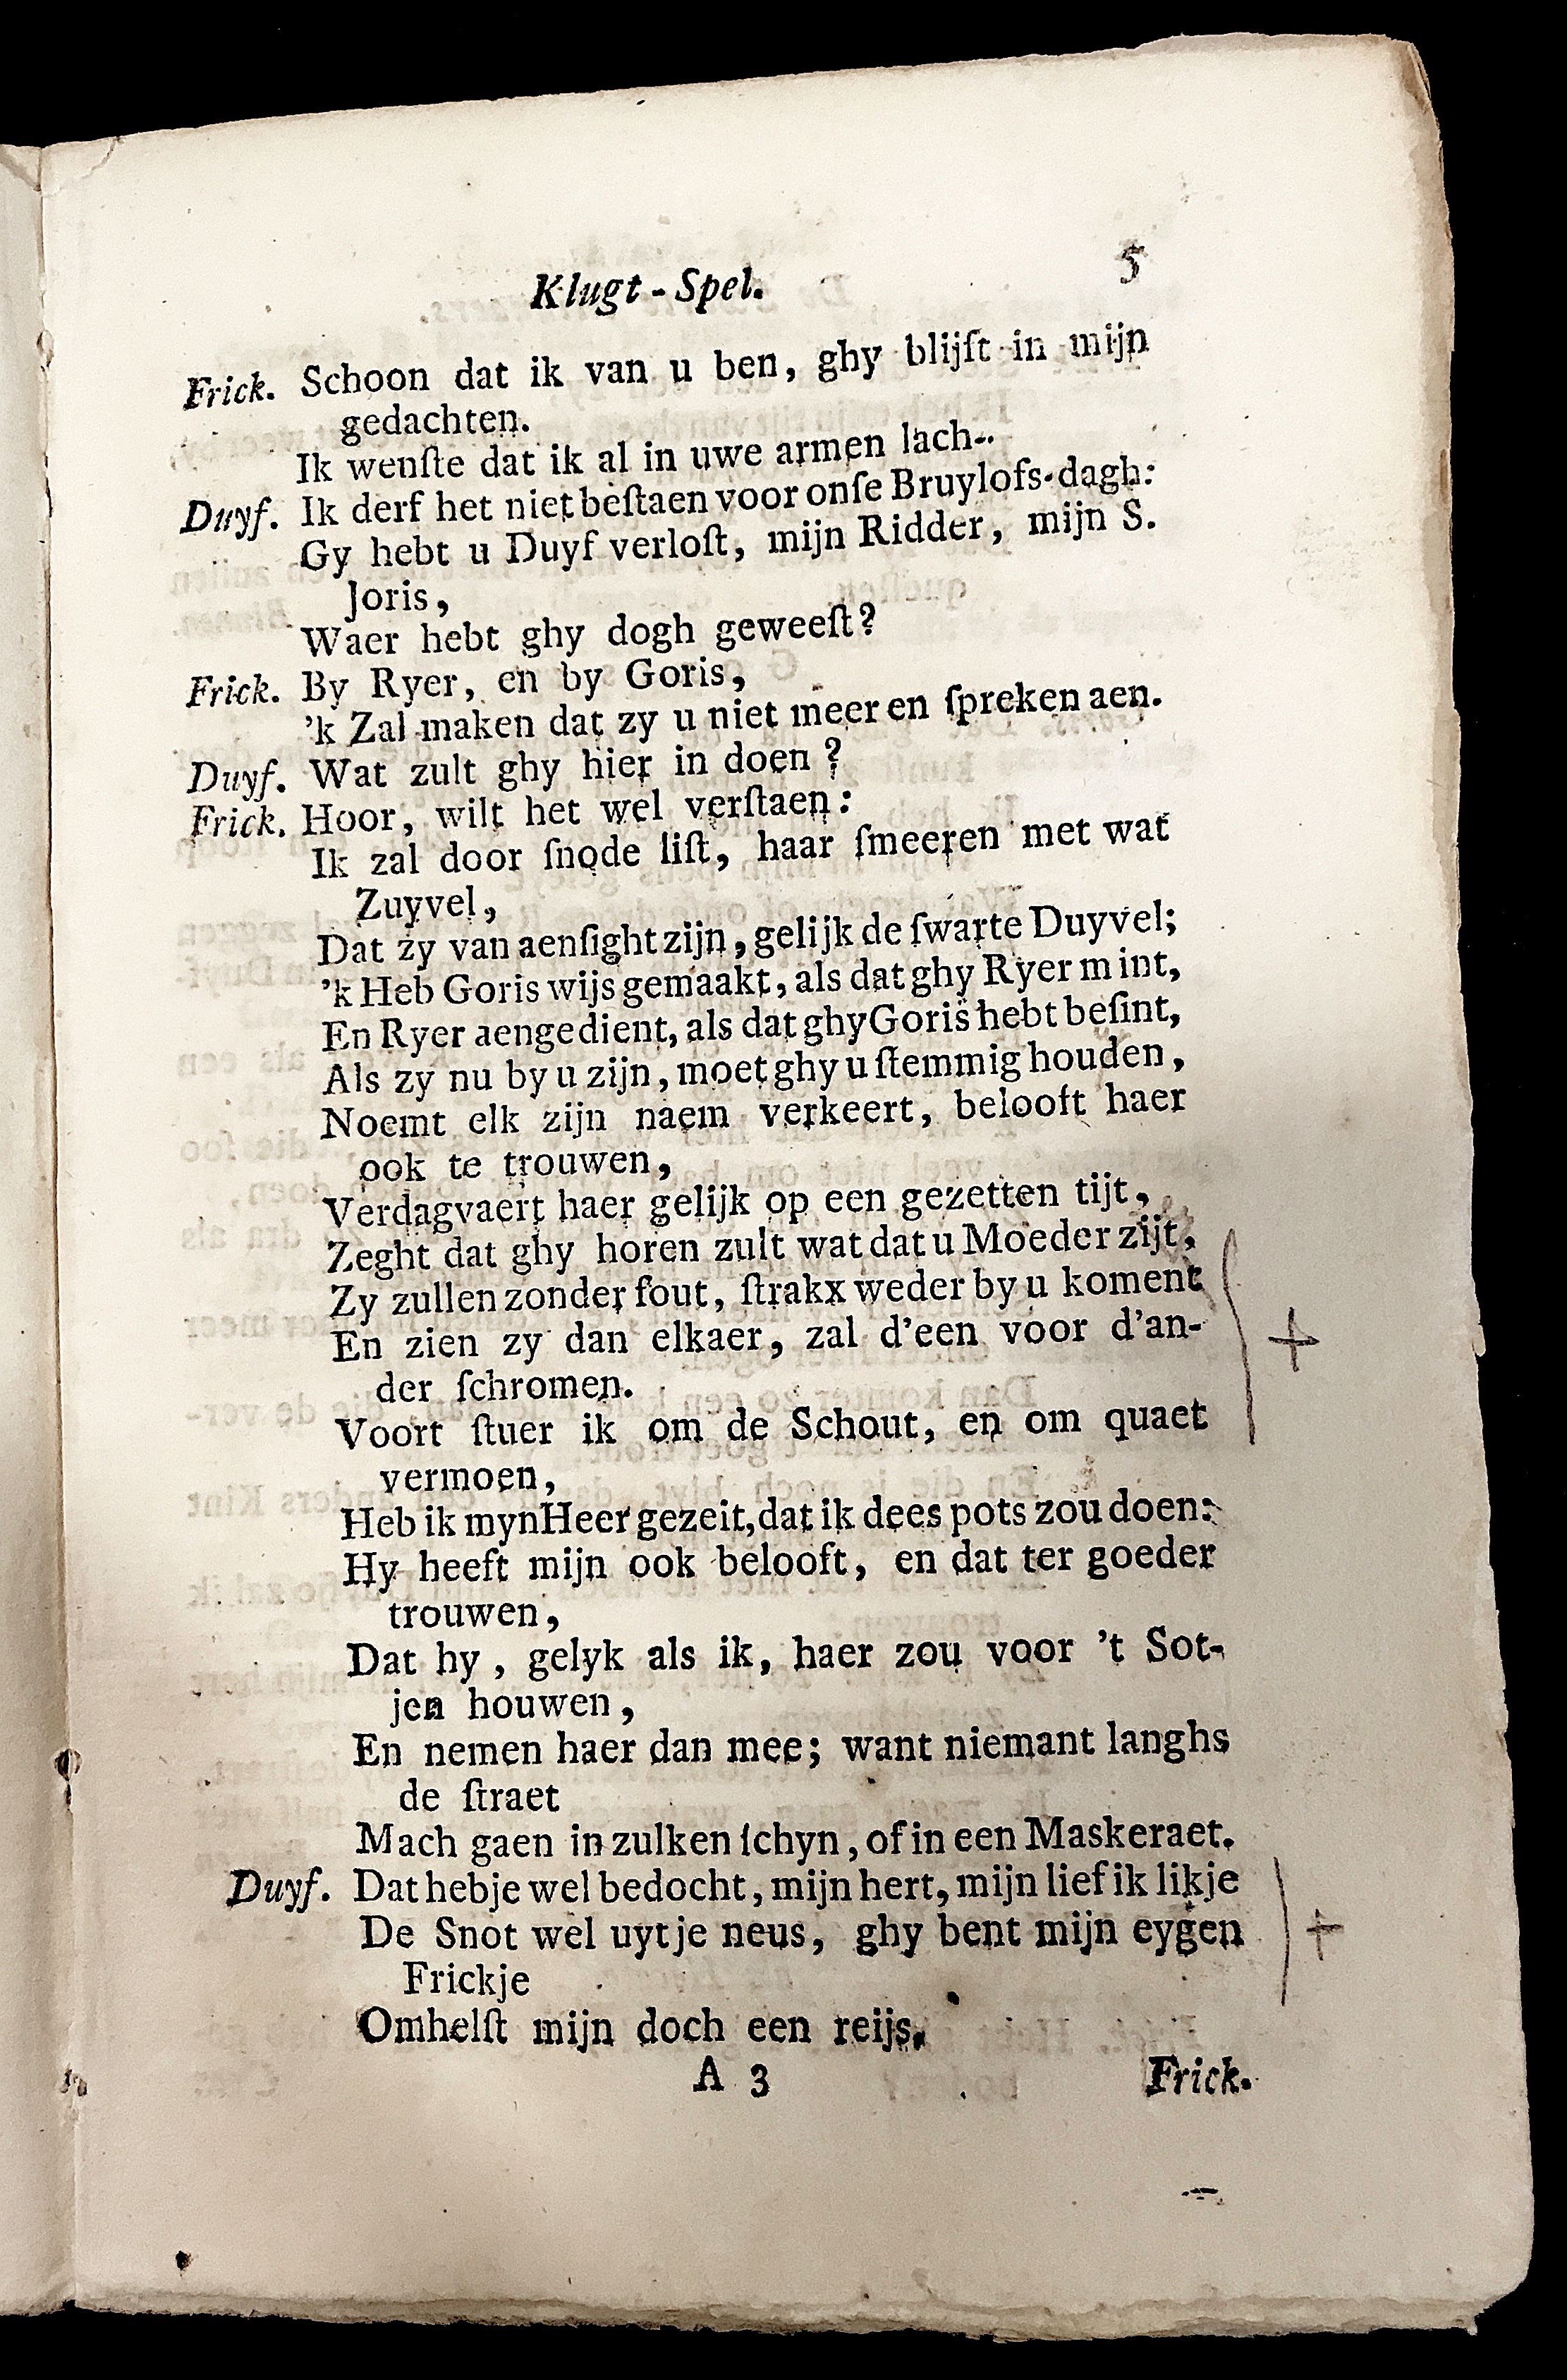 Klugt-Spel. 5
Frick. Schoon dat ik van u ben, ghy blijſt in mijn
gedachten.
Ik wenſte dat ik al in uwe armen lach--
Duyf. Ik derf het niet beſtaen voor onſe Bruylofs-dagh:
Gy hebt u Duyf verloſt, mijn Ridder, mijn S.
Joris,
Waer hebt ghy dogh geweeſt?
Frick. By Ryer, en by Goris,
'k Zal maken dat zy u niet meer en ſpreken aen.
Duyf. Wat zult ghy hier in doen?
Frick. Hoor, wilt het wel verſtaen:
Ik zal door ſnode liſt, haar ſmeeren met wat
Zuyvel,
Dat zy van aenſight zijn, gelijk de ſwarte Duyvel;
'k Heb Goris wijs gemaakt, als dat ghy Ryer mint,
En Ryer aengedient, als dat ghy Goris hebt beſint,
Als zy nu by u zijn, moet ghy u ſtemmig houden,
Noemt elk zijn naem verkeert, belooft haer
ook te trouwen,
Verdagvaert haer gelijk op een gezetten tijt,
Zeght dat ghy horen zult wat dat u Moeder zijt,
Zy zullen zonder fout, ſtrakx weder by u koment
En zien zy dan elkaer, zal d'een voor d'an-
der ſchromen.
Voort ſtuer ik om de Schout, en om quaet
vermoen,
Heb ik mynHeer gezeit, dat ik dees pots zou doen:
Hy heeft mijn ook belooft, en dat ter goeder
trouwen,
Dat hy, gelyk als ik, haer zou voor 't Sot-
jen houwen,
En nemen haer dan mee; want niemant langhs
de ſtraet
Mach gaen in zulken ſchyn, of in een Maskeraet.
Duyf. Dat hebje wel bedocht, mijn hert, mijn lief ik likje
De Snot wel uyt je neus, ghy bent mijn eygen
Frickje
Omhelſt mijn doch een reijs.
A 3 Frick.